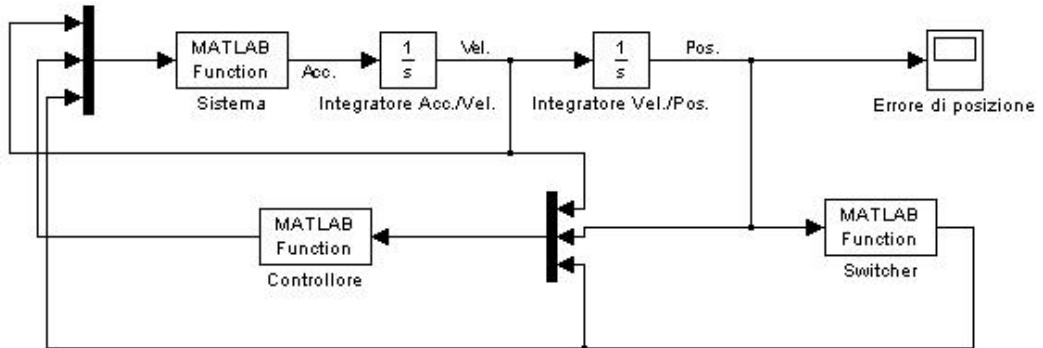 MATLAB
Function
Sistema
Acc.
1
s
Integratore Acc./Vel.
Vel.
1
s
Integratore Vel./Pos.
Pos.
Errore di posizione
MATLAB
Function
Controllore
MATLAB
Function
Switcher